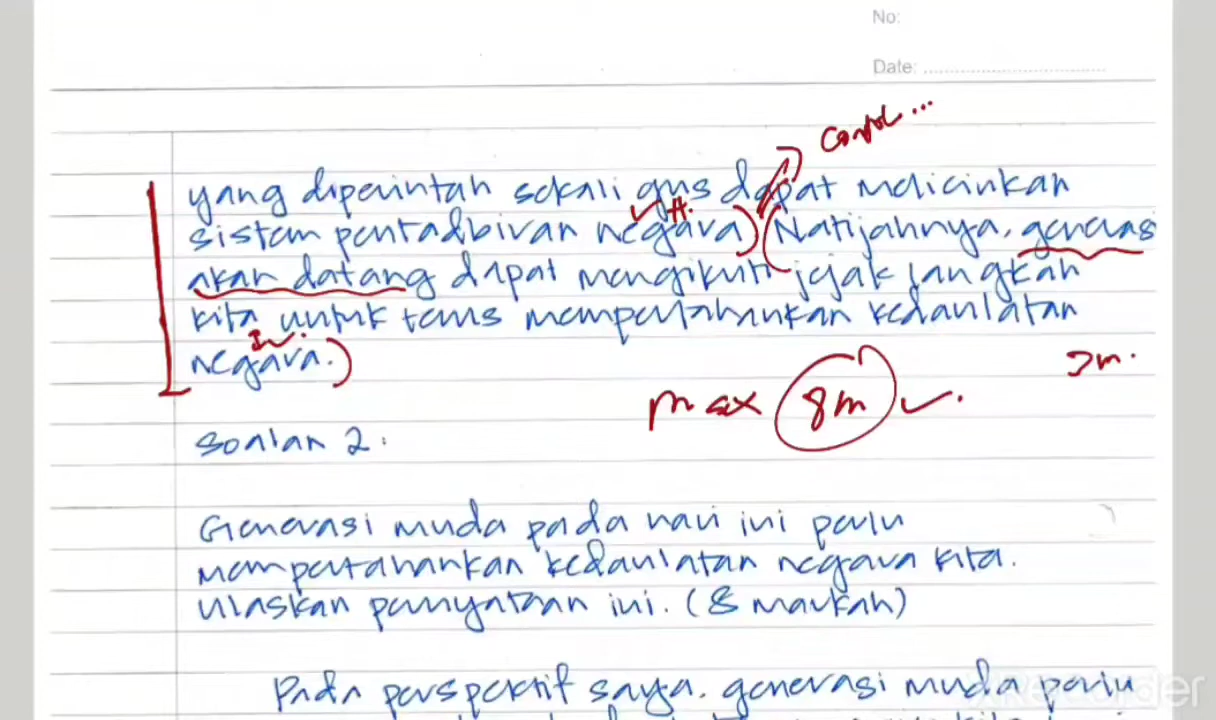 No:
Date:
Contoh...
yang diperintah sekali gus dapat melicinkan
sistem pentadbiran negara) (Natijahnya, generasi
akan datang dapat mengikuti jejak langkah
kita untuk terus mempertahankan kedaulatan
negara.)
max 8m
Soalan 2:
Generasi muda pada hari ini perlu
mempertahankan kedaulatan negara kita.
Ulaskan pernyataan ini. (8 markah)
Pada perspektif saya, generasi muda perlu
XRecorder